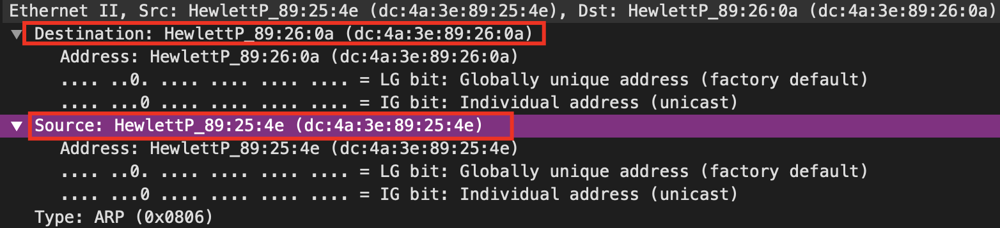 Ethernet II, Src: HewlettP_89:25:4e (dc:4a:3e:89:25:4e), Dst: HewlettP_89:26:0a (dc:4a:3e:89:26:0a)
Destination: HewlettP_89:26:0a (dc:4a:3e:89:26:0a)
Address: HewlettP_89:26:0a (dc:4a:3e:89:26:0a)
.... ..0. .... .... .... .... = LG bit: Globally unique address (factory default)
.... ...0 .... .... .... .... = IG bit: Individual address (unicast)
Source: HewlettP_89:25:4e (dc:4a:3e:89:25:4e)
Address: HewlettP_89:25:4e (dc:4a:3e:89:25:4e)
.... ..0. .... .... .... .... = LG bit: Globally unique address (factory default)
.... ...0 .... .... .... .... = IG bit: Individual address (unicast)
Type: ARP (0x0806)